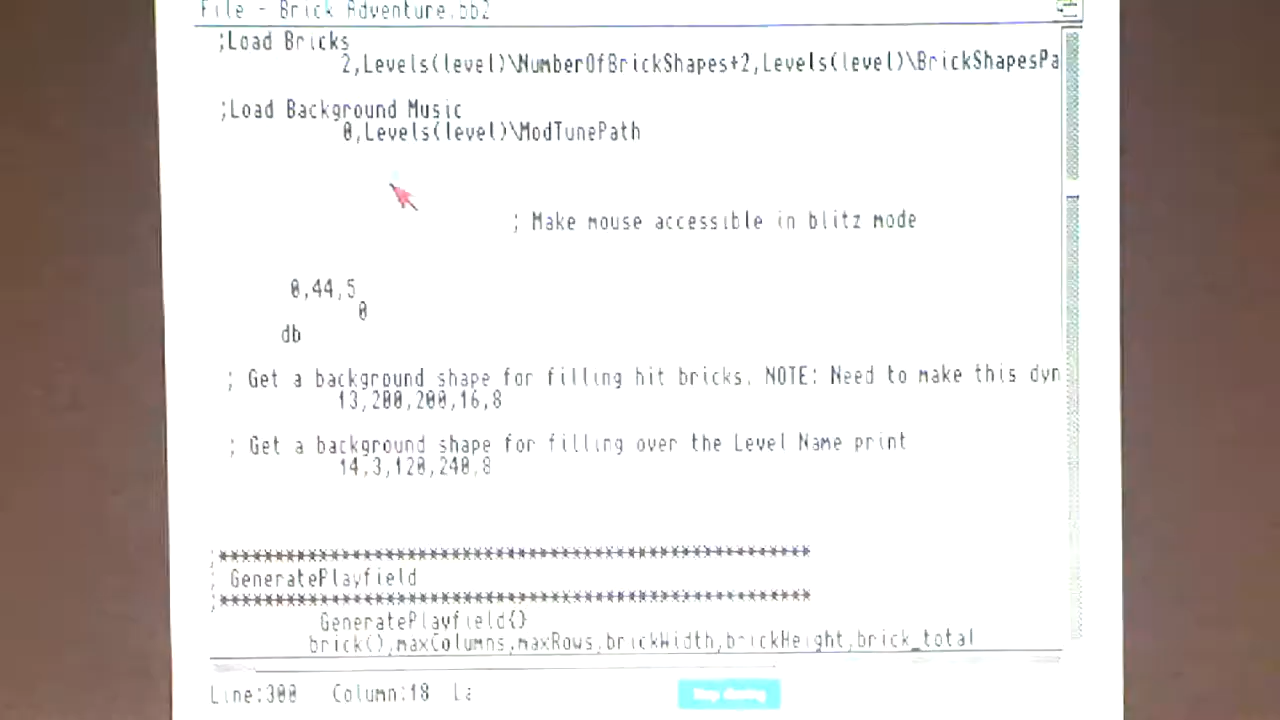 File - Brick Adventure.bb2
;Load Bricks
2,Levels(level)\NumberOfBrickShapes+2,Levels(level)\BrickShapesPa
;Load Background Music
0,Levels(level)\ModTunePath
; Make mouse accessible in blitz mode
0,44,5
0
db
; Get a background shape for filling hit bricks. NOTE: Need to make this dyn
13,200,200,16,8
; Get a background shape for filling over the Level Name print
14,3,120,240,8
;***************************************************************
; GeneratePlayfield
;***************************************************************
GeneratePlayfield{}
brick(),maxColumns,maxRows,brickWidth,brickHeight,brick_total
Line:300 Column:18 La
Stop sharing